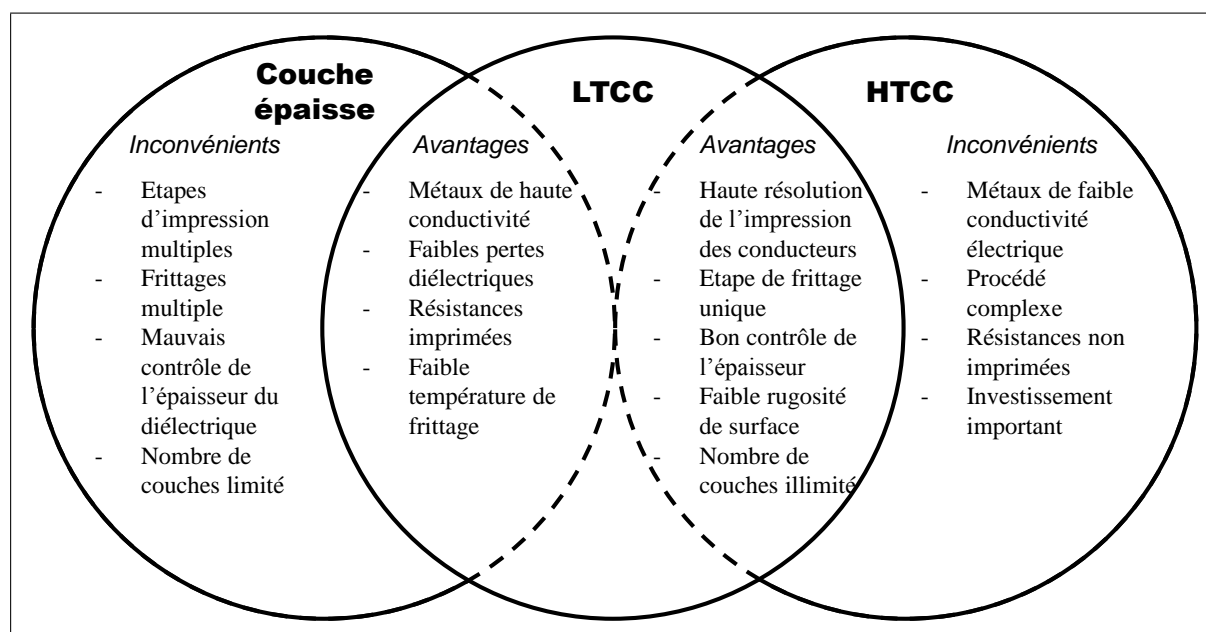 Couche
épaisse
Inconvénients
- Etapes
d'impression
multiples
- Frittages
multiple
- Mauvais
contrôle de
l'épaisseur du
diélectrique
- Nombre de
couches limité
Avantages
- Métaux de haute
conductivité
- Faibles pertes
diélectriques
- Résistances
imprimées
- Faible
température de
frittage
LTCC
Avantages
- Haute résolution
de l'impression
des conducteurs
- Etape de frittage
unique
- Bon contrôle de
l'épaisseur
- Faible rugosité
de surface
- Nombre de
couches illimité
HTCC
Inconvénients
- Métaux de faible
conductivité
électrique
- Procédé
complexe
- Résistances non
imprimées
- Investissement
important